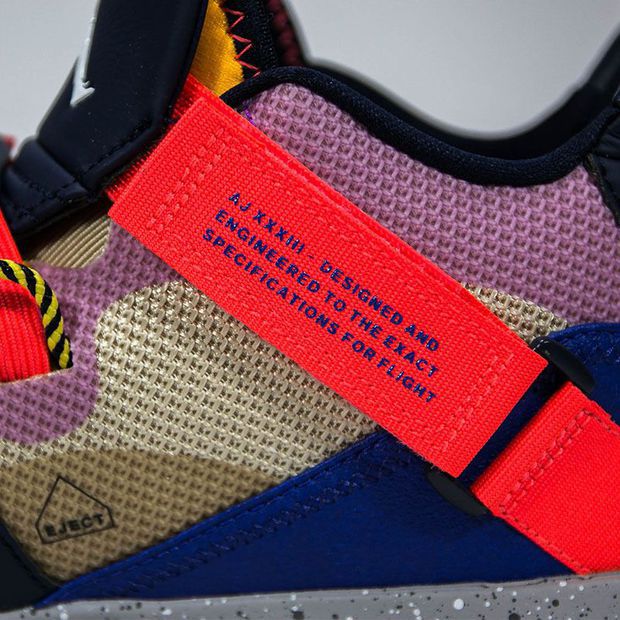 AJ XXXIII - DESIGNED AND
ENGINEERED TO THE EXACT
SPECIFICATIONS FOR FLIGHT
EJECT